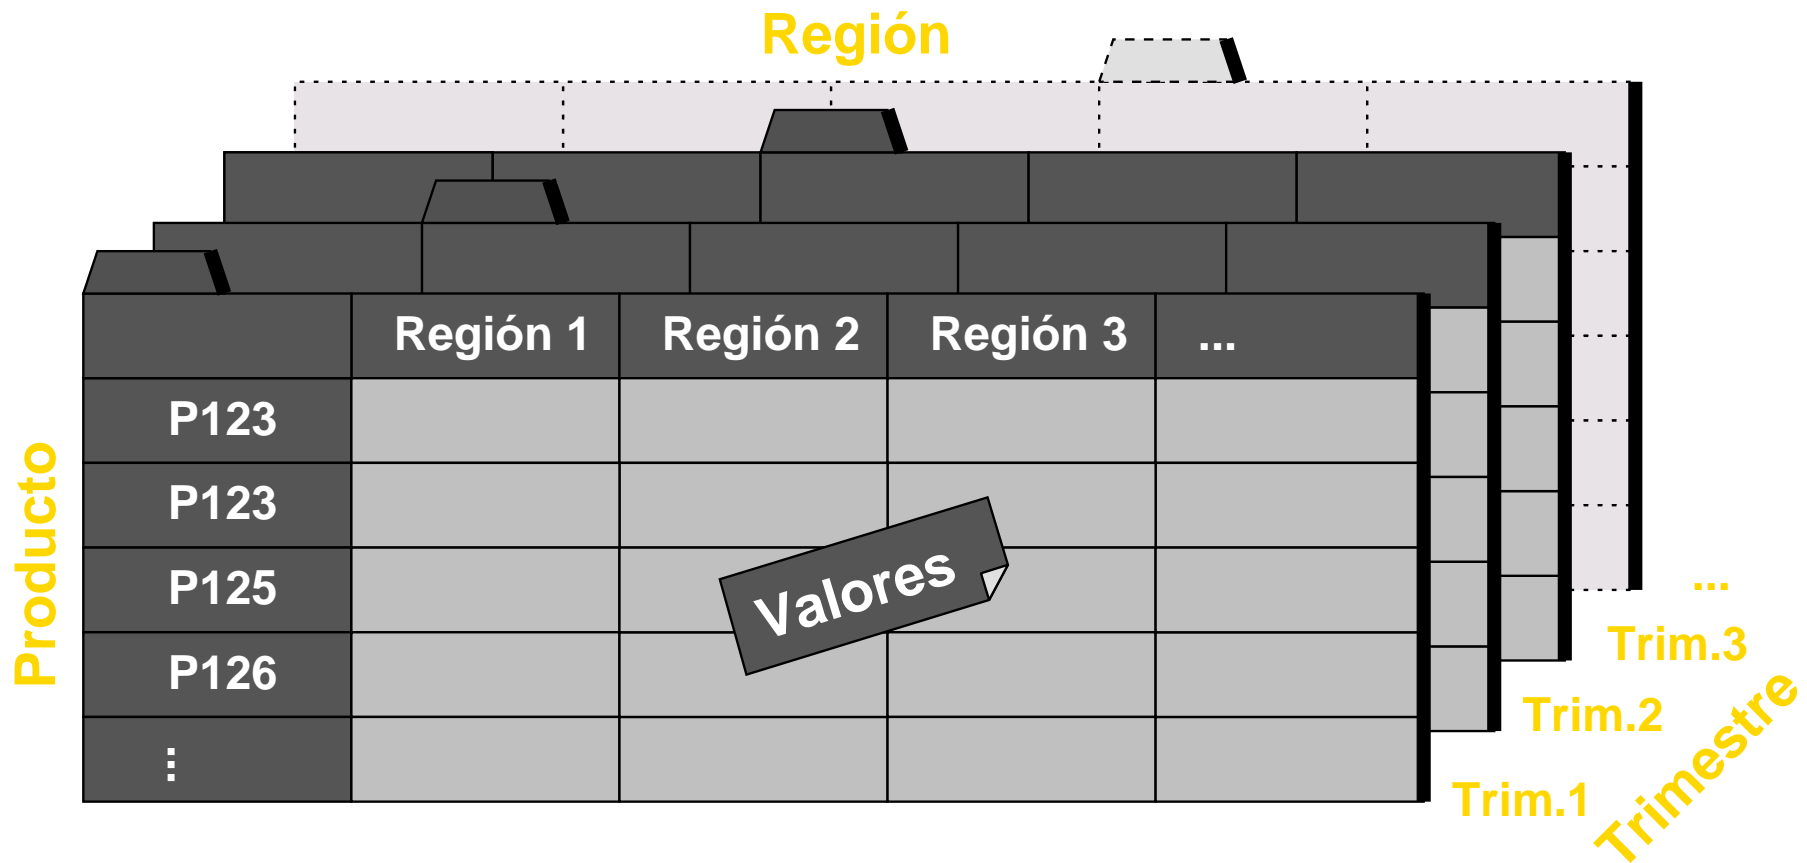 Región
Región 1 Región 2 Región 3 ...
P123
P123
P125
P126
...
Producto
Valores
...
Trim.3
Trim.2
Trim.1
Trimestre